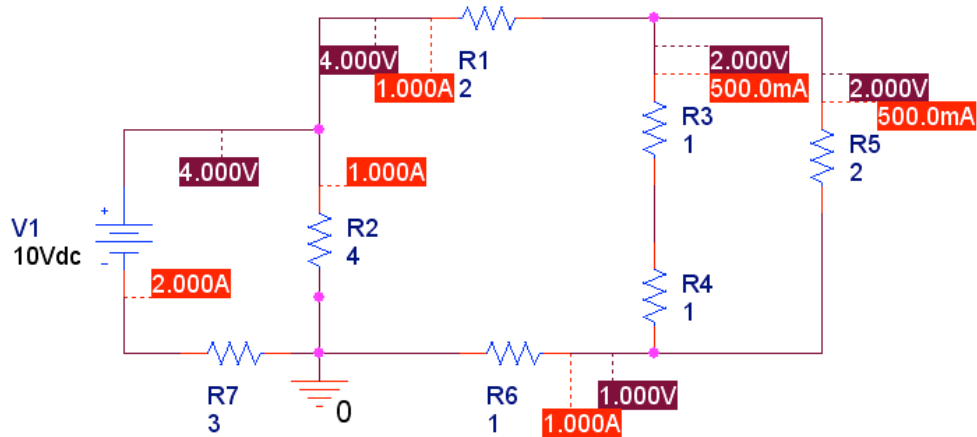 4.000V
R1
2
1.000A
2.000V
500.0mA
2.000V
500.0mA
R3
1
R5
2
4.000V
1.000A
V1
+
10Vdc
-
R2
4
2.000A
R4
1
R7
3
0
R6
1
1.000V
1.000A